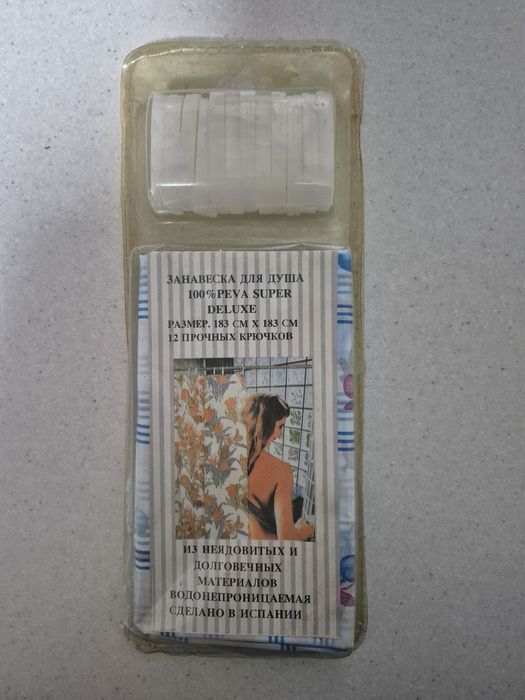 ЗАНАВЕСКА ДЛЯ ДУША
100%PEVA SUPER
DELUXE
РАЗМЕР. 183 СМ X 183 СМ
12 ПРОЧНЫХ КРЮЧКОВ
ИЗ НЕЯДОВИТЫХ И
ДОЛГОВЕЧНЫХ
МАТЕРИАЛОВ
ВОДОНЕПРОНИЦАЕМАЯ
СДЕЛАНО В ИСПАНИИ